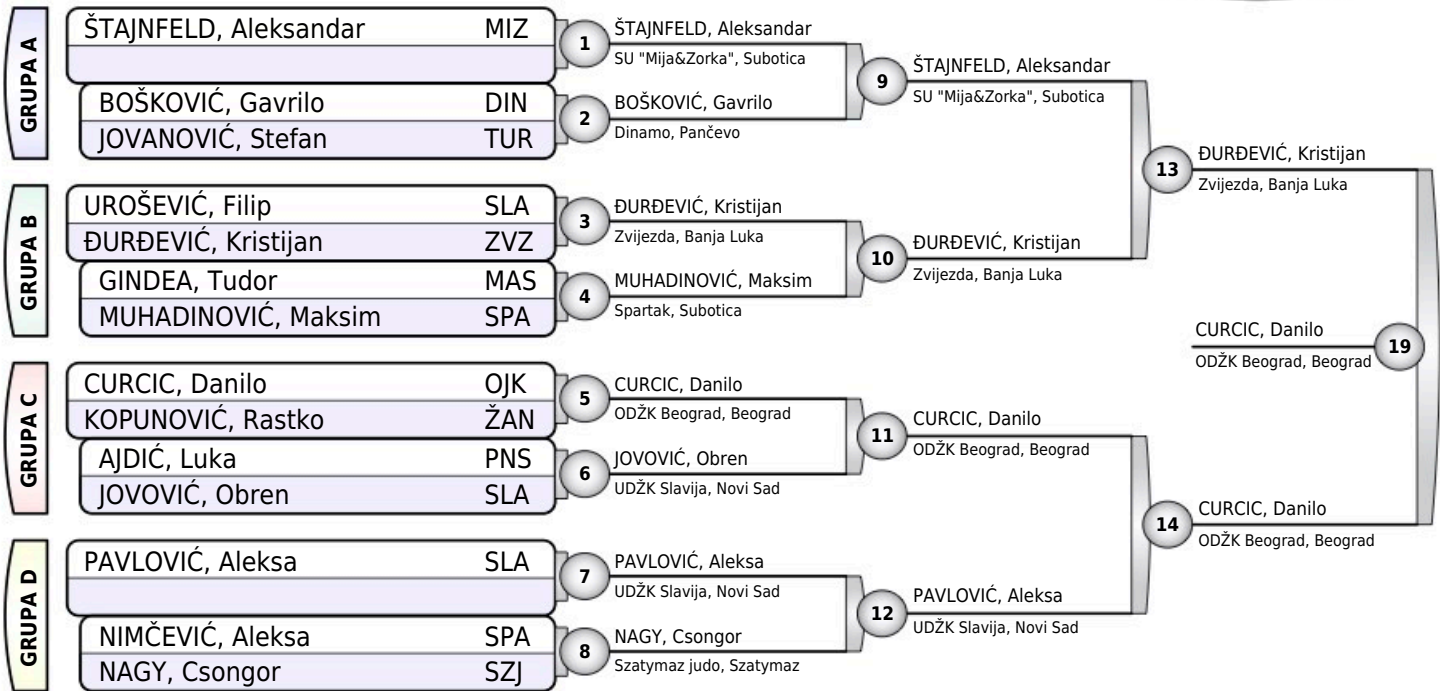 GRUPA A
ŠTAJNFELD, Aleksandar MIZ
BOŠKOVIĆ, Gavrilo DIN
JOVANOVIĆ, Stefan TUR
GRUPA B
UROŠEVIĆ, Filip SLA
ĐURĐEVIĆ, Kristijan ZVZ
GINDEA, Tudor MAS
MUHADINOVIĆ, Maksim SPA
GRUPA C
CURCIC, Danilo OJK
KOPUNOVIĆ, Rastko ŽAN
AJDIĆ, Luka PNS
JOVOVIĆ, Obren SLA
GRUPA D
PAVLOVIĆ, Aleksa SLA
NIMČEVIĆ, Aleksa SPA
NAGY, Csongor SZJ
1
ŠTAJNFELD, Aleksandar
SU "Mija&Zorka", Subotica
2
BOŠKOVIĆ, Gavrilo
Dinamo, Pančevo
3
ĐURĐEVIĆ, Kristijan
Zvijezda, Banja Luka
4
MUHADINOVIĆ, Maksim
Spartak, Subotica
5
CURCIC, Danilo
ODŽK Beograd, Beograd
6
JOVOVIĆ, Obren
UDŽK Slavija, Novi Sad
7
PAVLOVIĆ, Aleksa
UDŽK Slavija, Novi Sad
8
NAGY, Csongor
Szatymaz judo, Szatymaz
9
ŠTAJNFELD, Aleksandar
SU "Mija&Zorka", Subotica
10
ĐURĐEVIĆ, Kristijan
Zvijezda, Banja Luka
11
CURCIC, Danilo
ODŽK Beograd, Beograd
12
PAVLOVIĆ, Aleksa
UDŽK Slavija, Novi Sad
13
ĐURĐEVIĆ, Kristijan
Zvijezda, Banja Luka
14
CURCIC, Danilo
ODŽK Beograd, Beograd
CURCIC, Danilo
ODŽK Beograd, Beograd
19